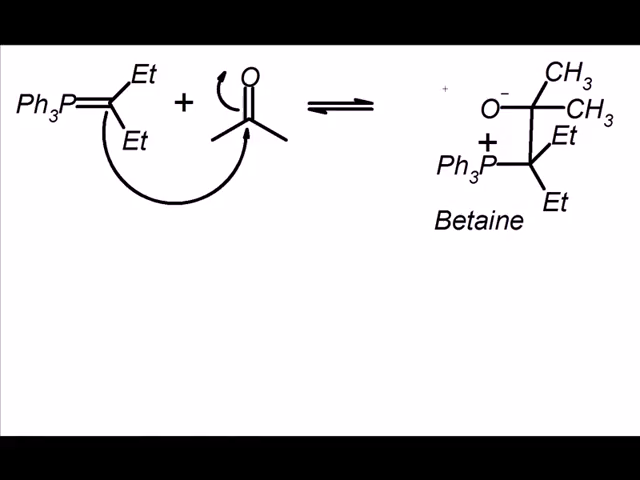 Ph3P Et Et + O
CH3
O− CH3
+ Et
Ph3P
Et
Betaine